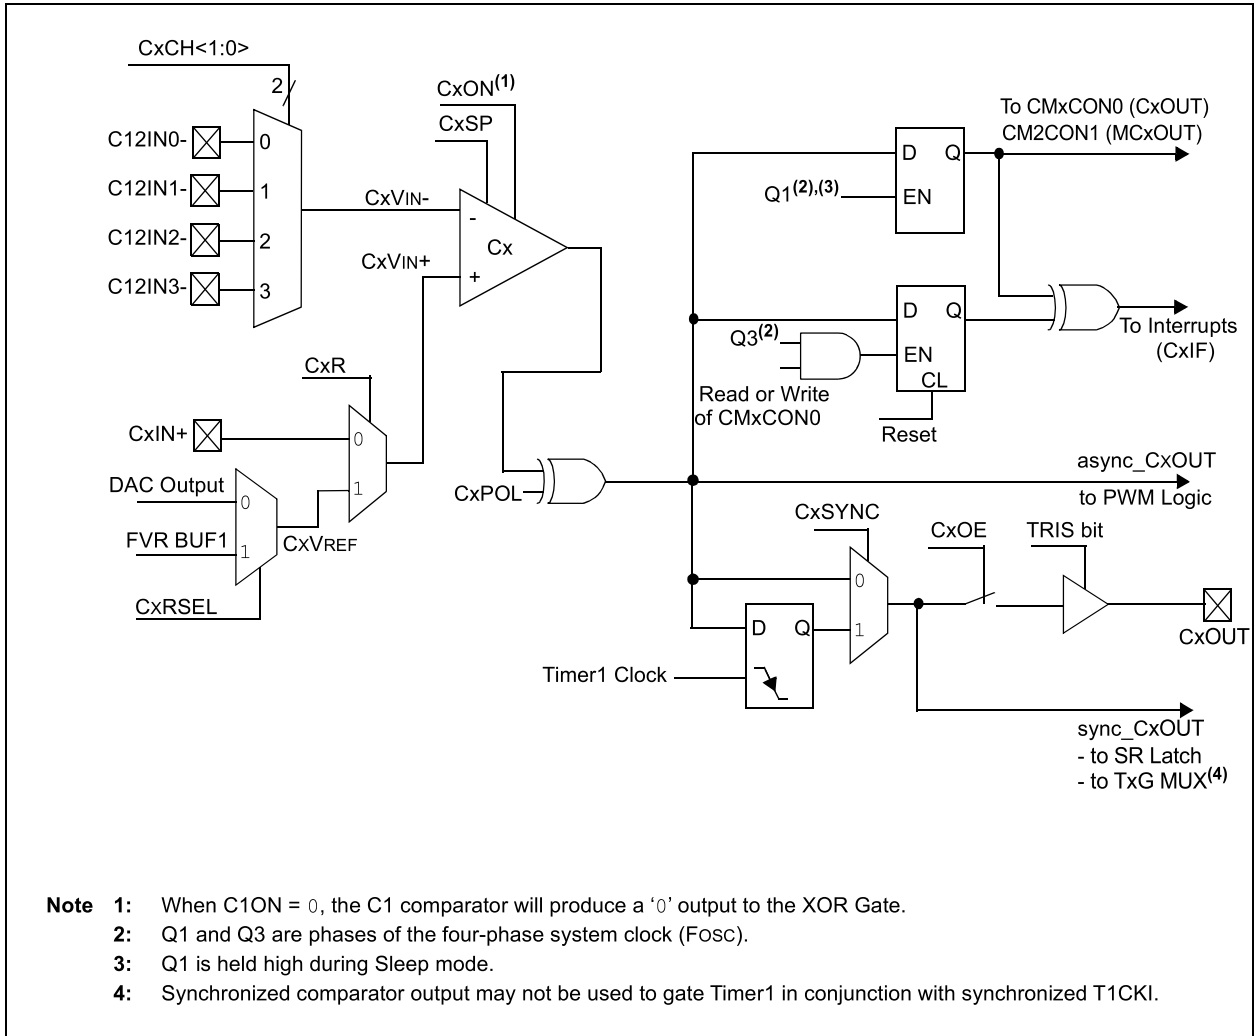 CxCH<1:0>
2
CxON(1)
CxSP
C12IN0-
0
C12IN1-
1
C12IN2-
2
C12IN3-
3
CxVIN-
-
Cx
CxVIN+
+
D Q
Q1(2),(3)
EN
To CMxCON0 (CxOUT)
CM2CON1 (MCxOUT)
D Q
Q3(2)
EN
CL
Read or Write
of CMxCON0
Reset
To Interrupts
(CxIF)
CxR
CxIN+
0
1
DAC Output
0
FVR BUF1
1
CxVREF
CxRSEL
CxPOL
async_CxOUT
to PWM Logic
CxSYNC
0
1
CxOE
TRIS bit
CxOUT
D Q
Timer1 Clock
sync_CxOUT
- to SR Latch
- to TxG MUX(4)
Note 1: When C1ON = 0, the C1 comparator will produce a ‘0’ output to the XOR Gate.
2: Q1 and Q3 are phases of the four-phase system clock (FOSC).
3: Q1 is held high during Sleep mode.
4: Synchronized comparator output may not be used to gate Timer1 in conjunction with synchronized T1CKI.